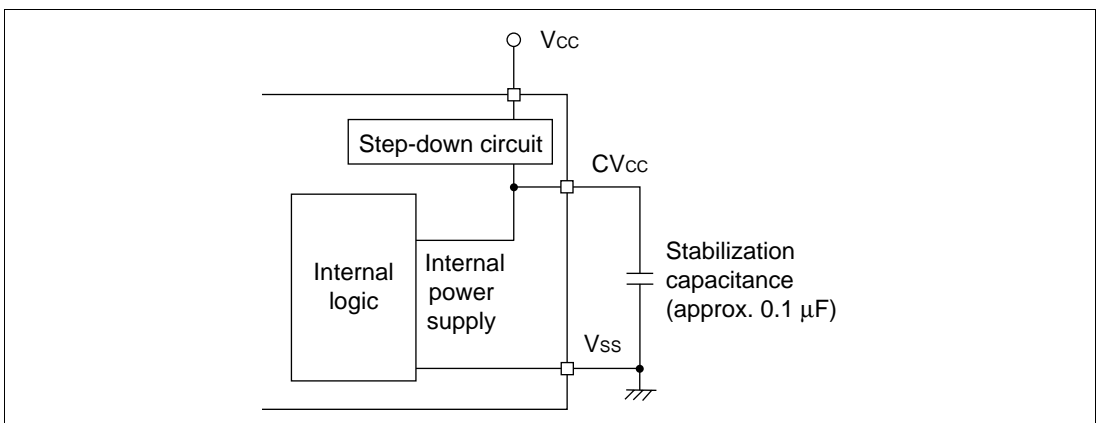 Vcc
Step-down circuit
CVcc
Internal
logic
Internal
power
supply
Stabilization
capacitance
(approx. 0.1 μF)
Vss